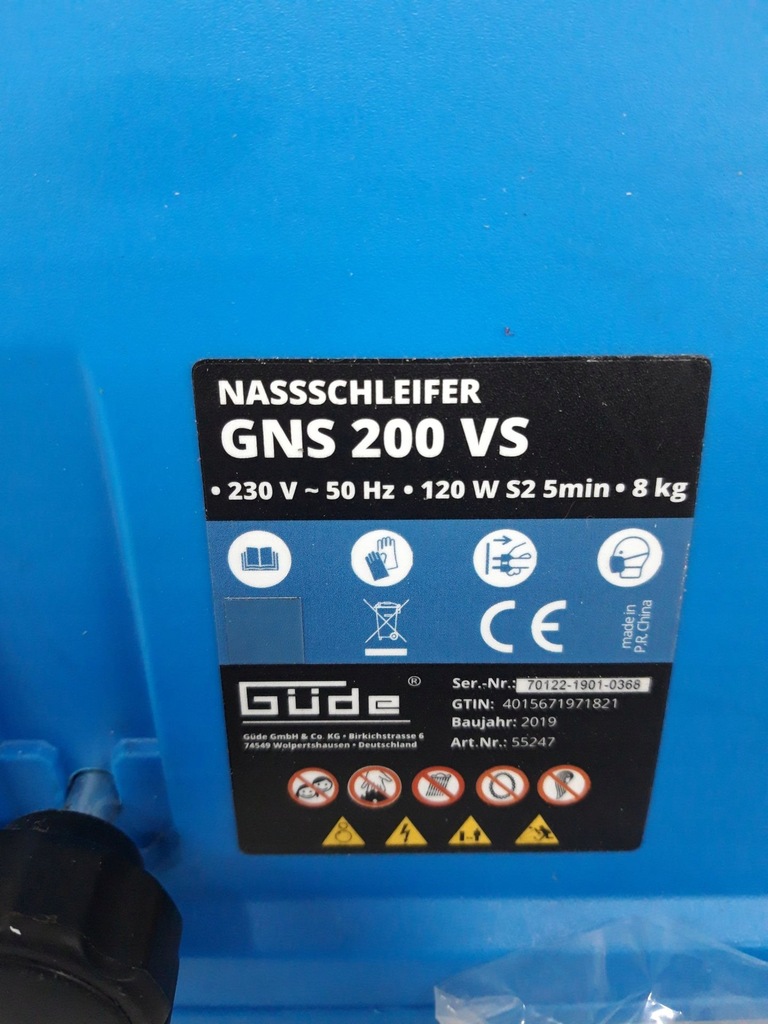 NASSSCHLEIFER
GNS 200 VS
• 230 V ~ 50 Hz • 120 W S2 5min • 8 kg
CE
made in
P.R. China
Güde ®
Güde GmbH & Co. KG • Birkichstrasse 6
74549 Wolpertshausen • Deutschland
Ser.-Nr.: 70122-1901-0368
GTIN: 4015671971821
Baujahr: 2019
Art.Nr.: 55247